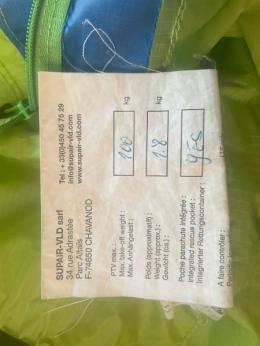 SUPAIR-VLD sarl
34, rue Adrastée
Parc Altaïs
F-74650 CHAVANOD
Tel : + 33(0)450 45 75 29
info@supair-vld.com
www.supair-vld.com
PTV max. :
Max. take-off weight :
Max. Anhängelast :
100 kg
Poids (approximatif) :
Weight (approx.) :
Gewicht (ca.) :
1.8 kg
Poche parachute intégrée :
Integrated rescue pocket :
Integrierter Rettungscontainer :
yES
A faire contrôler :